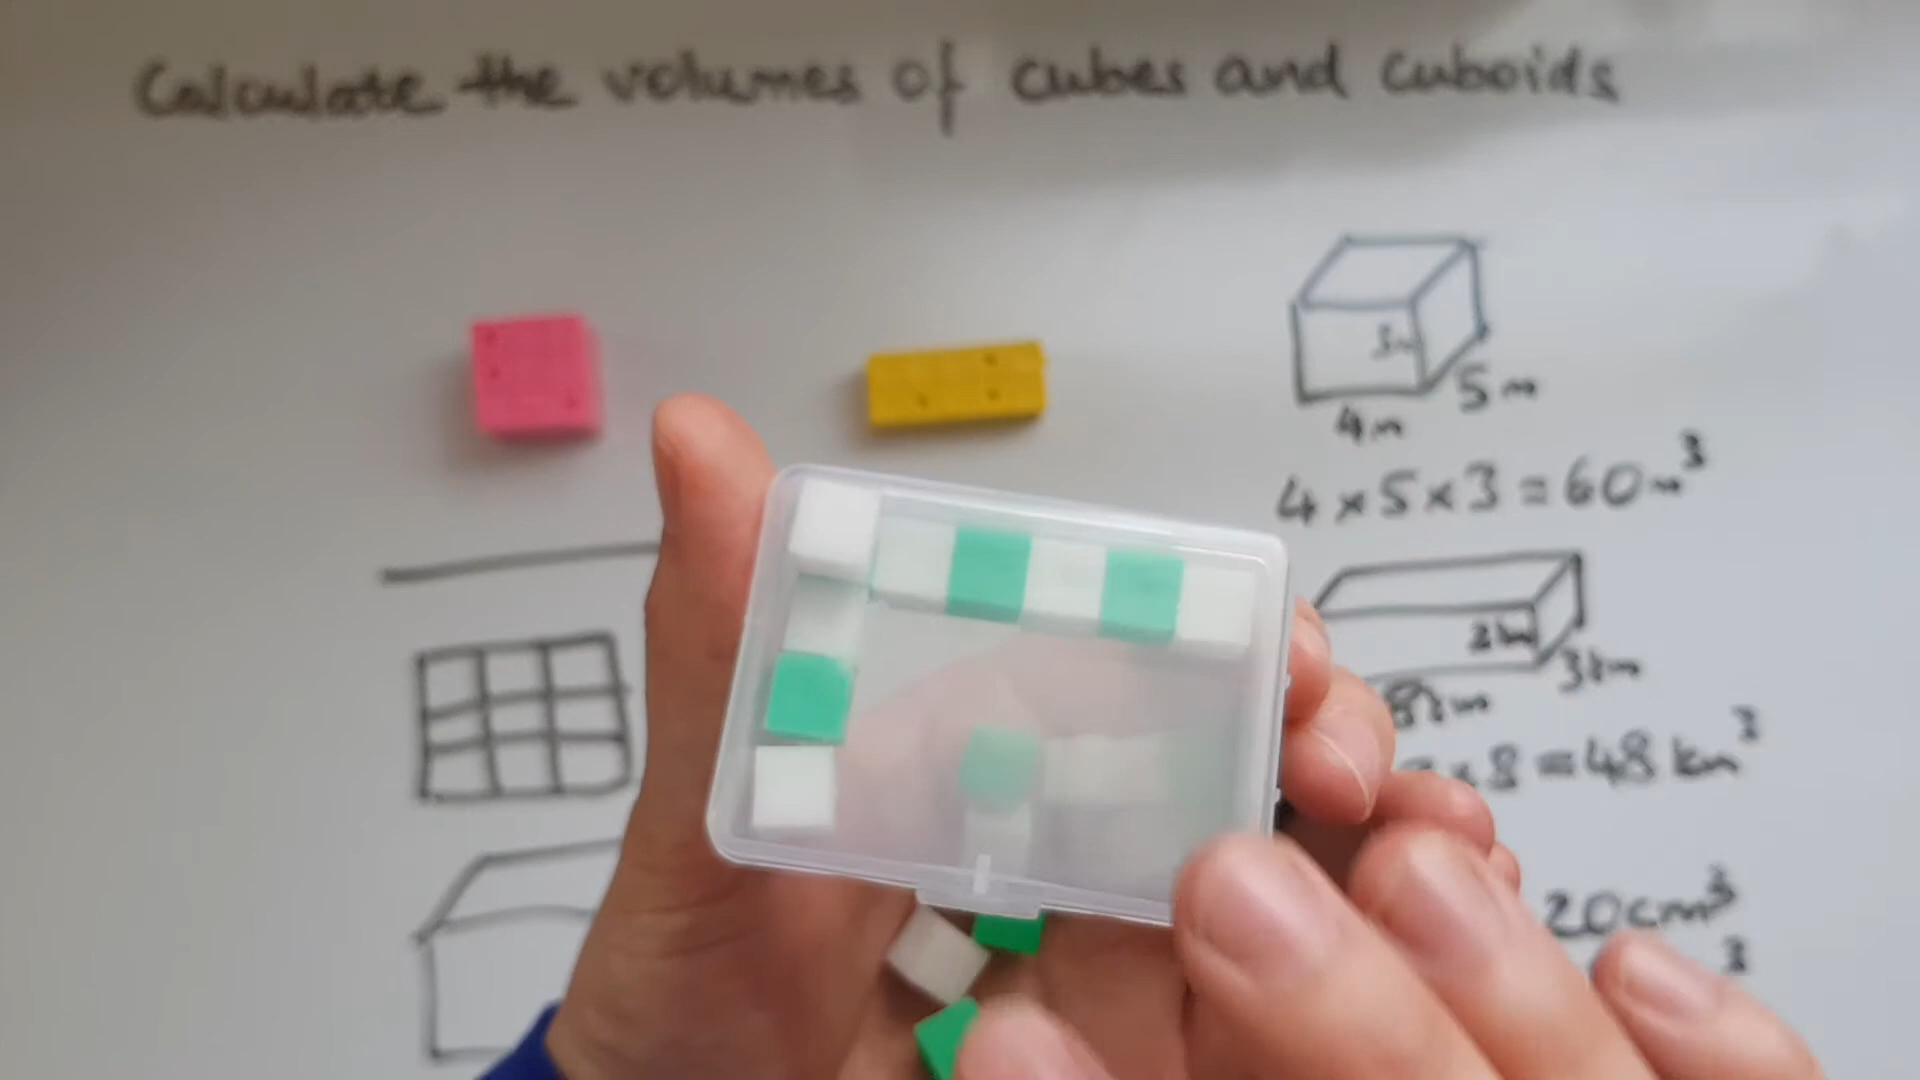 Calculate the volumes of cubes and cuboids
3m
5m
4m
4 x 5 x 3 = 60m³
2km
3km
8km
x 8 = 48 km³
20cm³